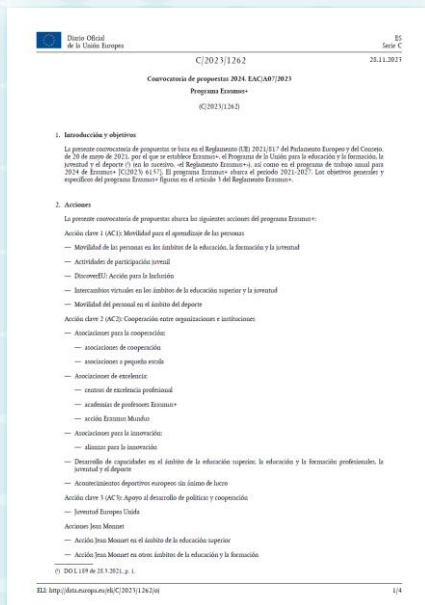 Diario Oficial
de la Unión Europea
ES
Serie C
C/2023/1262
28.11.2023
Convocatoria de propuestas 2024. EAC/A07/2023
Programa Erasmus+
(C/2023/1262)
1. Introducción y objetivos
La presente convocatoria de propuestas se basa en el Reglamento (UE) 2021/817 del Parlamento Europeo y del Consejo,
de 20 de mayo de 2021, por el que se establece Erasmus+, el Programa de la Unión para la educación y la formación, la
juventud y el deporte (¹) (en lo sucesivo, «el Reglamento Erasmus+»), así como en el programa de trabajo anual para
2024 de Erasmus+ [C(2023) 6157]. El programa Erasmus+ abarca el período 2021-2027. Los objetivos generales y
específicos del programa Erasmus+ figuran en el artículo 3 del Reglamento Erasmus+.
2. Acciones
La presente convocatoria de propuestas abarca las siguientes acciones del programa Erasmus+:
Acción clave 1 (AC1): Movilidad para el aprendizaje de las personas
— Movilidad de las personas en los ámbitos de la educación, la formación y la juventud
— Actividades de participación juvenil
— DiscoverEU: Acción para la Inclusión
— Intercambios virtuales en los ámbitos de la educación superior y la juventud
— Movilidad del personal en el ámbito del deporte
Acción clave 2 (AC2): Cooperación entre organizaciones e instituciones
— Asociaciones para la cooperación:
— asociaciones de cooperación
— asociaciones a pequeña escala
— Asociaciones de excelencia:
— centros de excelencia profesional
— academias de profesores Erasmus+
— acción Erasmus Mundus
— Asociaciones para la innovación:
— alianzas para la innovación
— Desarrollo de capacidades en el ámbito de la educación superior, la educación y la formación profesionales, la
juventud y el deporte
— Acontecimientos deportivos europeos sin ánimo de lucro
Acción clave 3 (AC3): Apoyo al desarrollo de políticas y cooperación
— Juventud Europea Unida
Acciones Jean Monnet
— Acción Jean Monnet en el ámbito de la educación superior
— Acción Jean Monnet en otros ámbitos de la educación y la formación
(¹) DO L 189 de 28.5.2021, p. 1.
ELI: http://data.europa.eu/eli/C/2023/1262/oj
1/4